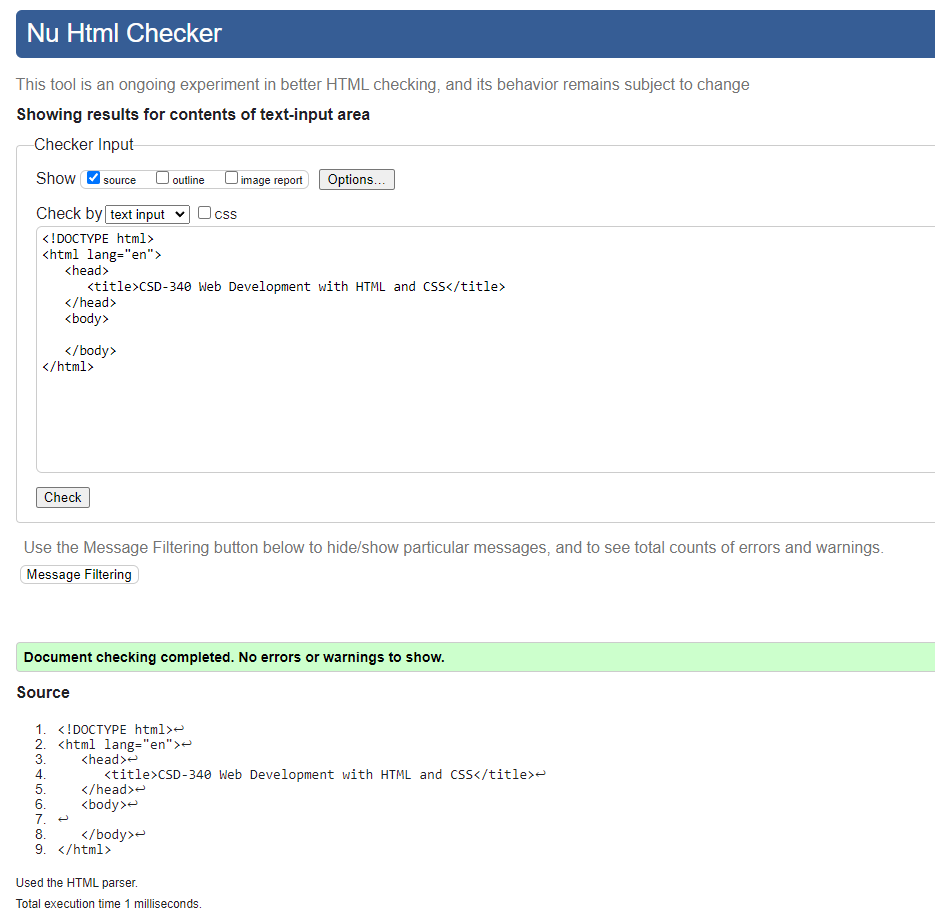 Nu Html Checker
This tool is an ongoing experiment in better HTML checking, and its behavior remains subject to change
Showing results for contents of text-input area
Checker Input
Show source outline image report Options...
Check by text input css
<!DOCTYPE html>
<html lang="en">
   <head>
      <title>CSD-340 Web Development with HTML and CSS</title>
   </head>
   <body>

   </body>
</html>
Check
Use the Message Filtering button below to hide/show particular messages, and to see total counts of errors and warnings.
Message Filtering
Document checking completed. No errors or warnings to show.
Source
1. <!DOCTYPE html>↩
2. <html lang="en">↩
3.    <head>↩
4.       <title>CSD-340 Web Development with HTML and CSS</title>↩
5.    </head>↩
6.    <body>↩
7. ↩
8.    </body>↩
9. </html>
Used the HTML parser.
Total execution time 1 milliseconds.